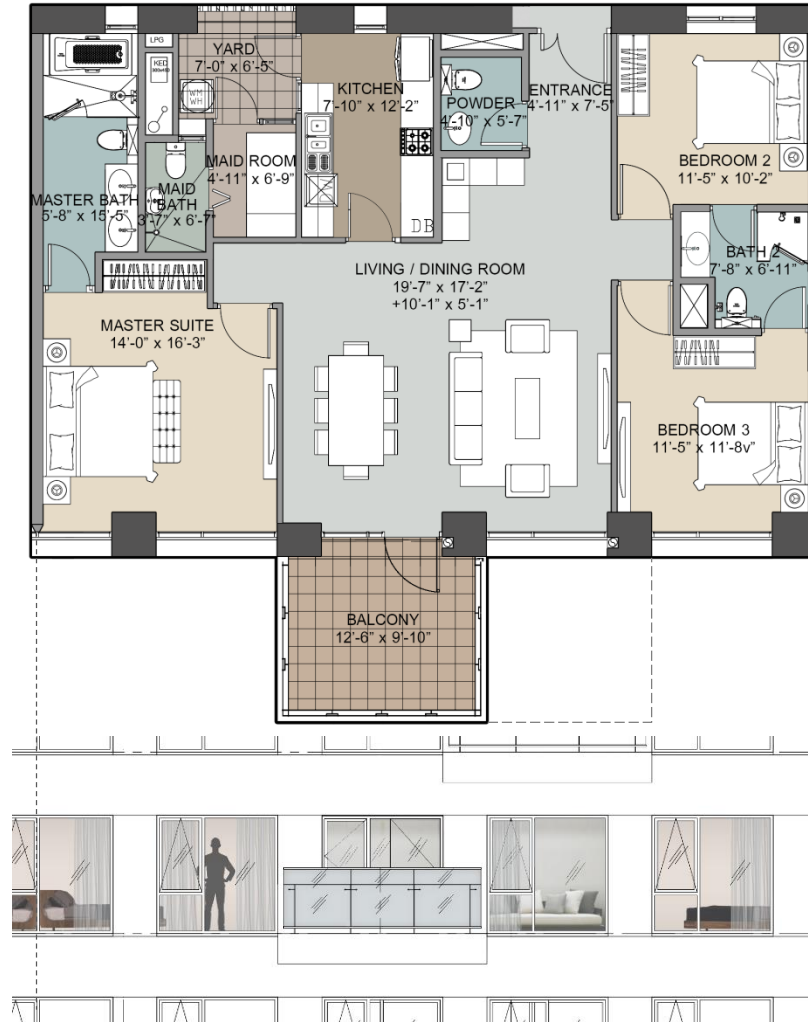 LPG
KED
YARD
7'-0" x 6'-5"
WM
WH
KITCHEN
7'-10" x 12'-2"
POWDER
4'-10" x 5'-7"
ENTRANCE
4'-11" x 7'-5"
BEDROOM 2
11'-5" x 10'-2"
MASTER BATH
5'-8" x 15'-5"
MAID
BATH
3'-7" x 6'-7"
MAID ROOM
4'-11" x 6'-9"
DB
BATH 2
7'-8" x 6'-11"
LIVING / DINING ROOM
19'-7" x 17'-2"
+10'-1" x 5'-1"
MASTER SUITE
14'-0" x 16'-3"
BEDROOM 3
11'-5" x 11'-8v"
BALCONY
12'-6" x 9'-10"